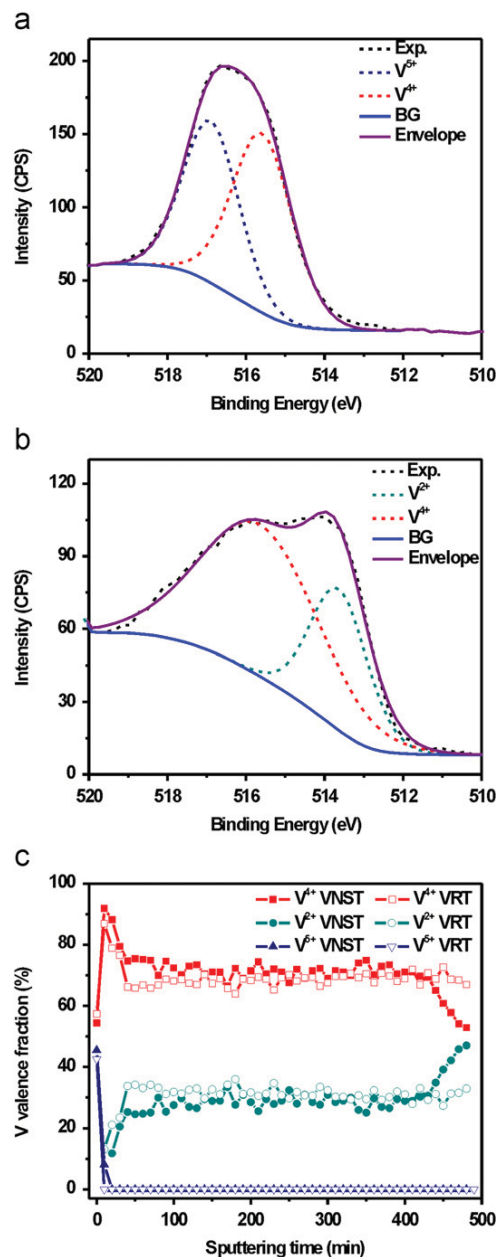 a
200
150
100
50
0
Intensity (CPS)
Exp.
V5+
V4+
BG
Envelope
520 518 516 514 512 510
Binding Energy (eV)
b
120
90
60
30
0
Intensity (CPS)
Exp.
V2+
V4+
BG
Envelope
520 518 516 514 512 510
Binding Energy (eV)
c
100
80
60
40
20
0
V valence fraction (%)
V4+ VNST V4+ VRT
V2+ VNST V2+ VRT
V5+ VNST V5+ VRT
0 100 200 300 400 500
Sputtering time (min)